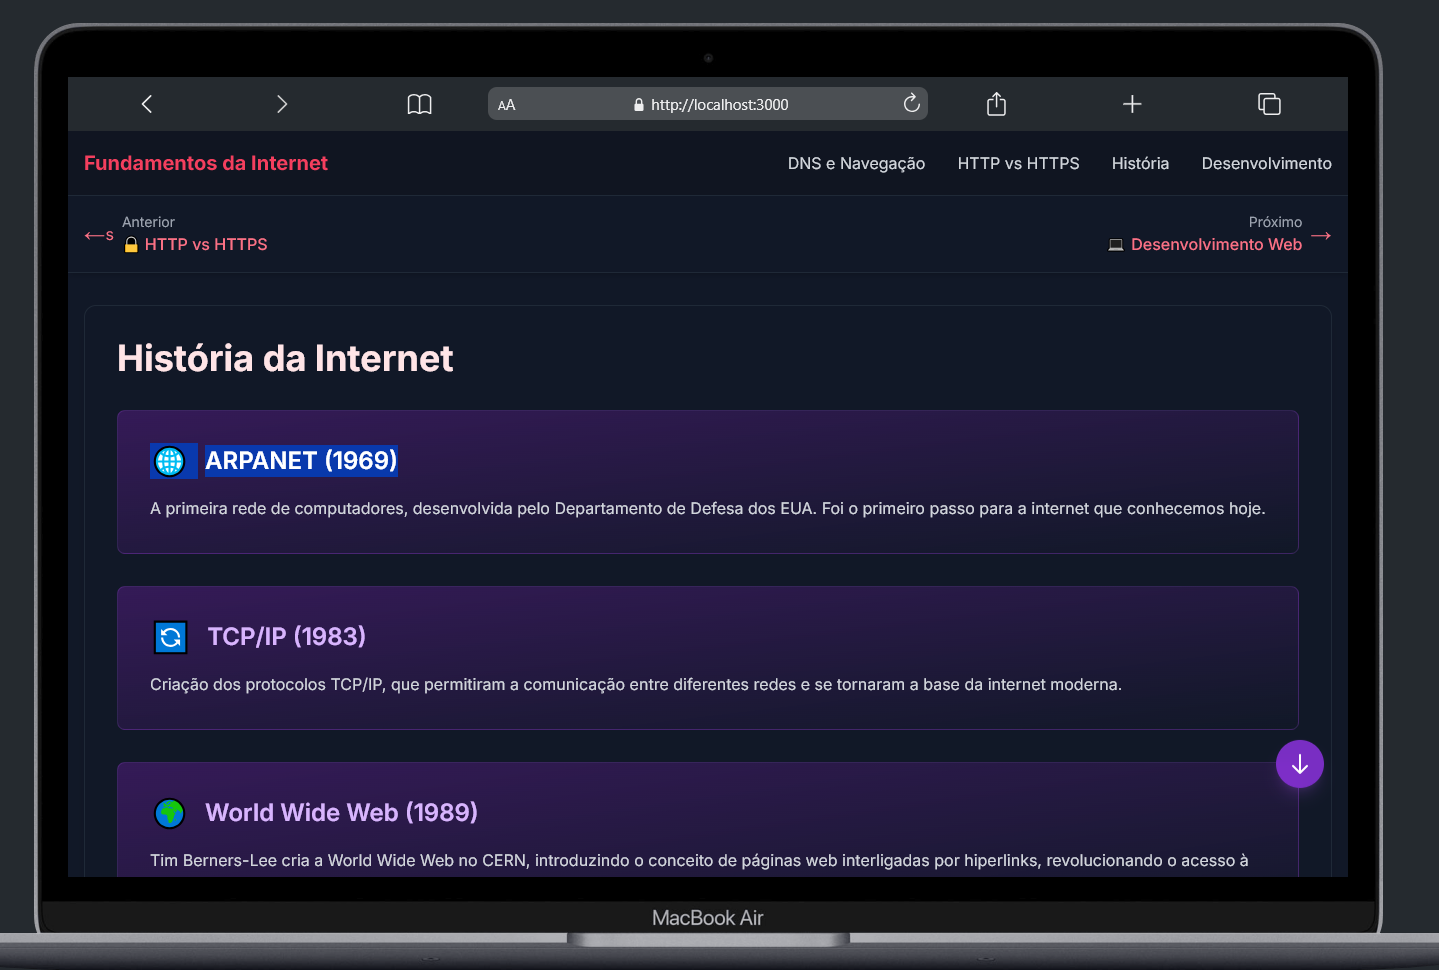 AA http://localhost:3000
Fundamentos da Internet DNS e Navegação HTTP vs HTTPS História Desenvolvimento
Anterior
←s 🔒 HTTP vs HTTPS
Próximo
💻 Desenvolvimento Web →
História da Internet
🌐 ARPANET (1969)
A primeira rede de computadores, desenvolvida pelo Departamento de Defesa dos EUA. Foi o primeiro passo para a internet que conhecemos hoje.
🔄 TCP/IP (1983)
Criação dos protocolos TCP/IP, que permitiram a comunicação entre diferentes redes e se tornaram a base da internet moderna.
🌍 World Wide Web (1989)
Tim Berners-Lee cria a World Wide Web no CERN, introduzindo o conceito de páginas web interligadas por hiperlinks, revolucionando o acesso à
MacBook Air